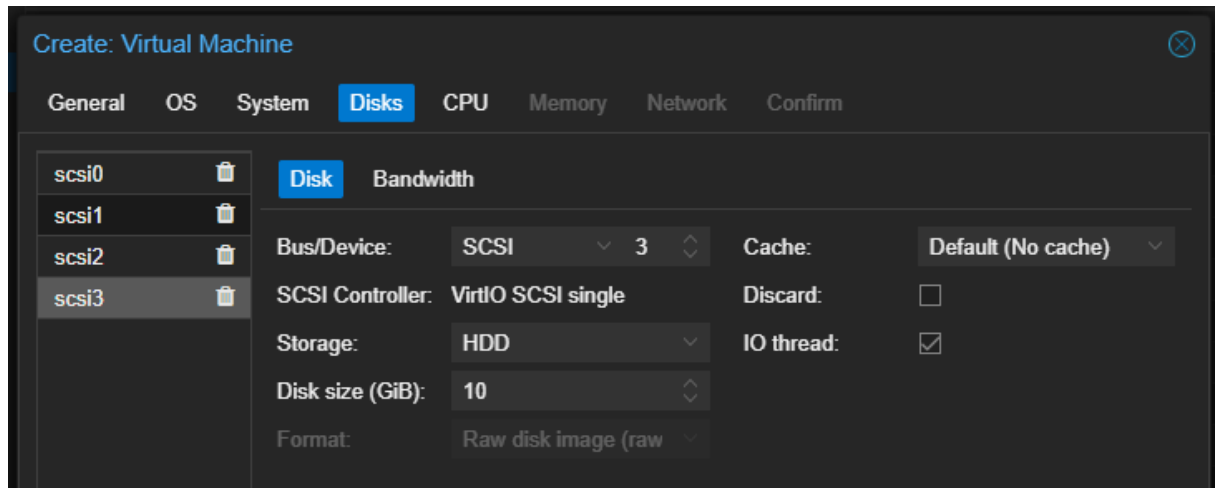 Create: Virtual Machine
General OS System Disks CPU Memory Network Confirm
scsi0
scsi1
scsi2
scsi3
Disk Bandwidth
Bus/Device: SCSI 3 Cache: Default (No cache)
SCSI Controller: VirtIO SCSI single Discard:
Storage: HDD IO thread:
Disk size (GiB): 10
Format: Raw disk image (raw